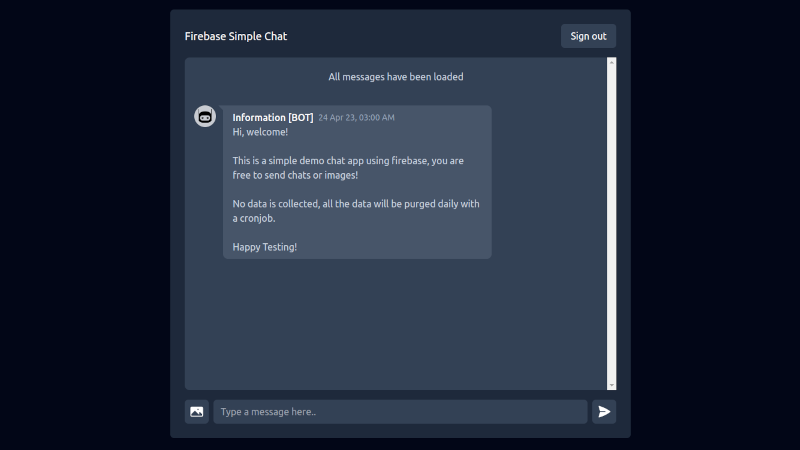 Firebase Simple Chat
Sign out
All messages have been loaded
Information [BOT] 24 Apr 23, 03:00 AM
Hi, welcome!
This is a simple demo chat app using firebase, you are
free to send chats or images!
No data is collected, all the data will be purged daily with
a cronjob.
Happy Testing!
Type a message here..